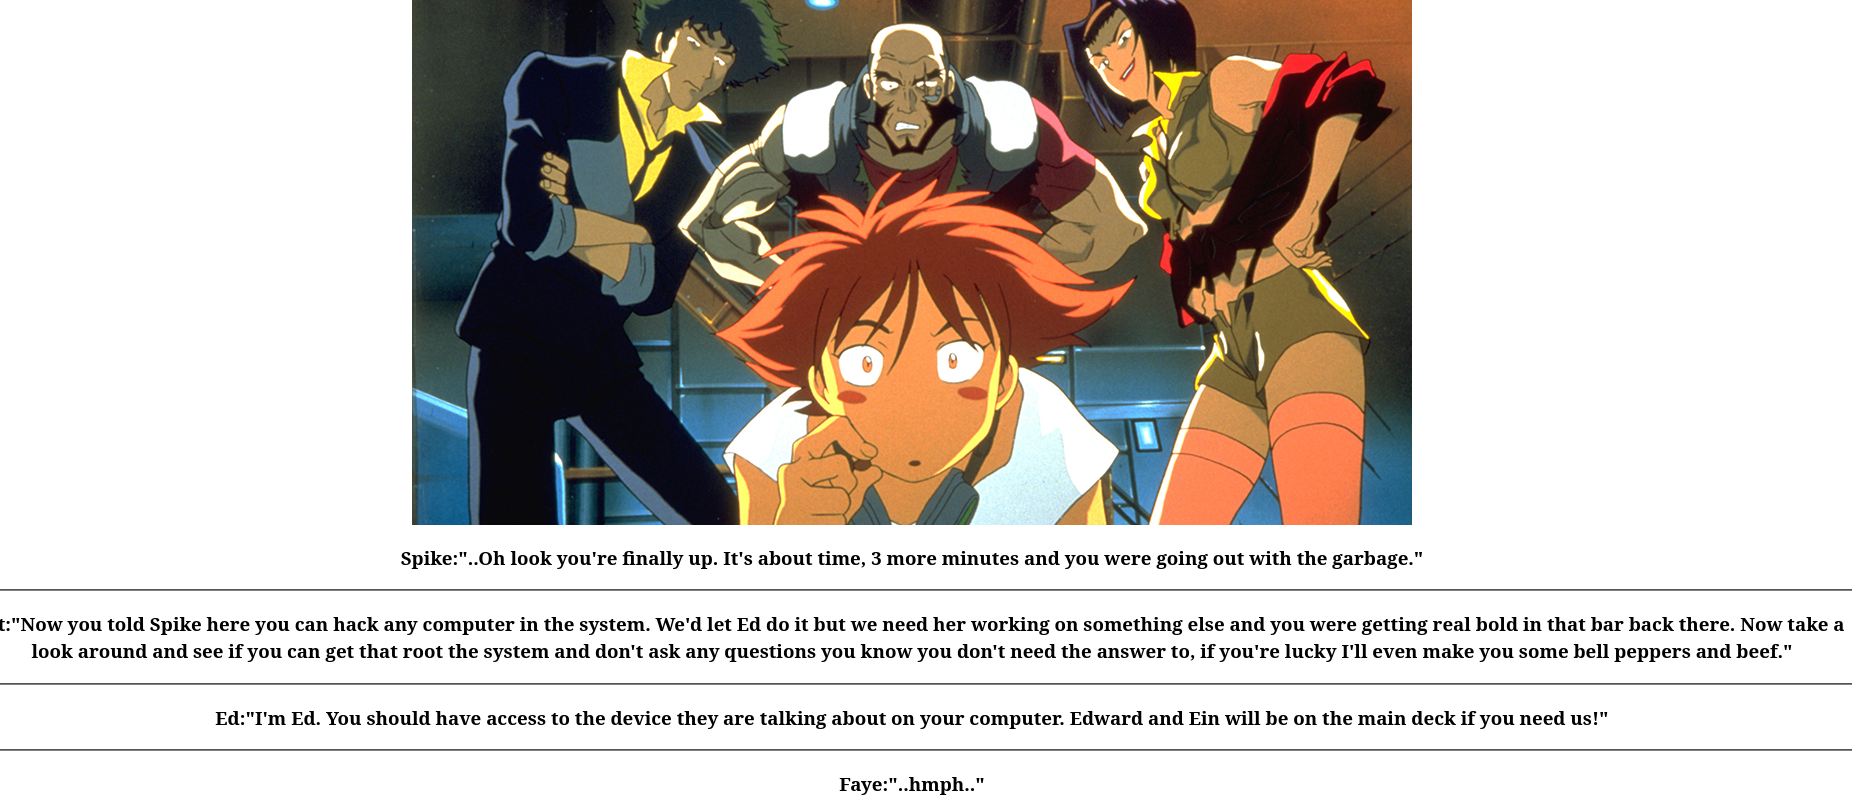 Spike:"..Oh look you're finally up. It's about time, 3 more minutes and you were going out with the garbage."
t:"Now you told Spike here you can hack any computer in the system. We'd let Ed do it but we need her working on something else and you were getting real bold in that bar back there. Now take a
look around and see if you can get that root the system and don't ask any questions you know you don't need the answer to, if you're lucky I'll even make you some bell peppers and beef."
Ed:"I'm Ed. You should have access to the device they are talking about on your computer. Edward and Ein will be on the main deck if you need us!"
Faye:"..hmph.."